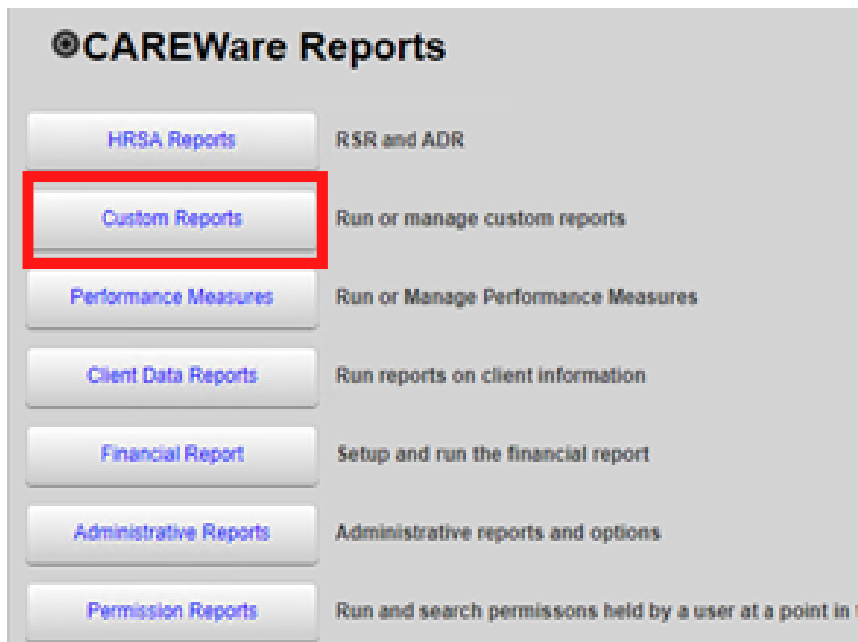 CAREWare Reports
HRSA Reports RSR and ADR
Custom Reports Run or manage custom reports
Performance Measures Run or Manage Performance Measures
Client Data Reports Run reports on client information
Financial Report Setup and run the financial report
Administrative Reports Administrative reports and options
Permission Reports Run and search permissons held by a user at a point in